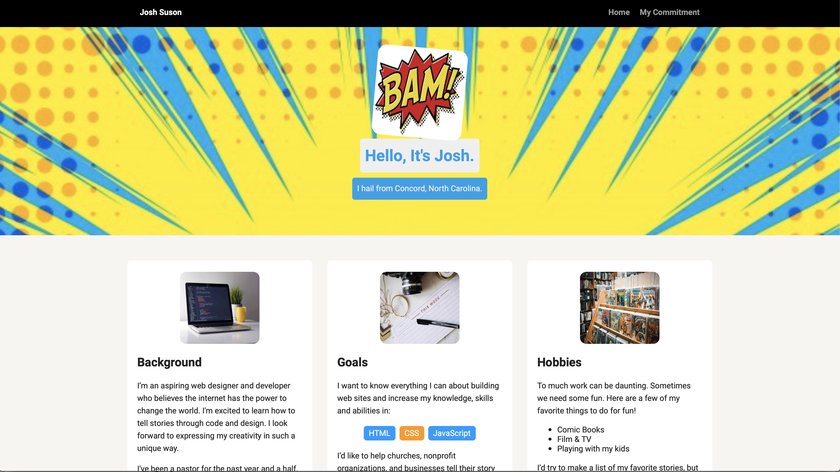 Josh Suson
Home My Commitment
BAM!
Hello, It's Josh.
I hail from Concord, North Carolina.
THIS WEEK
Background
I'm an aspiring web designer and developer
who believes the internet has the power to
change the world. I'm excited to learn how to
tell stories through code and design. I look
forward to expressing my creativity in such a
unique way.
I've been a pastor for the past year and a half.
Goals
I want to know everything I can about building
web sites and increase my knowledge, skills
and abilities in:
HTML CSS JavaScript
I'd like to help churches, nonprofit
organizations, and businesses tell their story
Hobbies
To much work can be daunting. Sometimes
we need some fun. Here are a few of my
favorite things to do for fun!
Comic Books
Film & TV
Playing with my kids
I'd try to make a list of my favorite stories, but